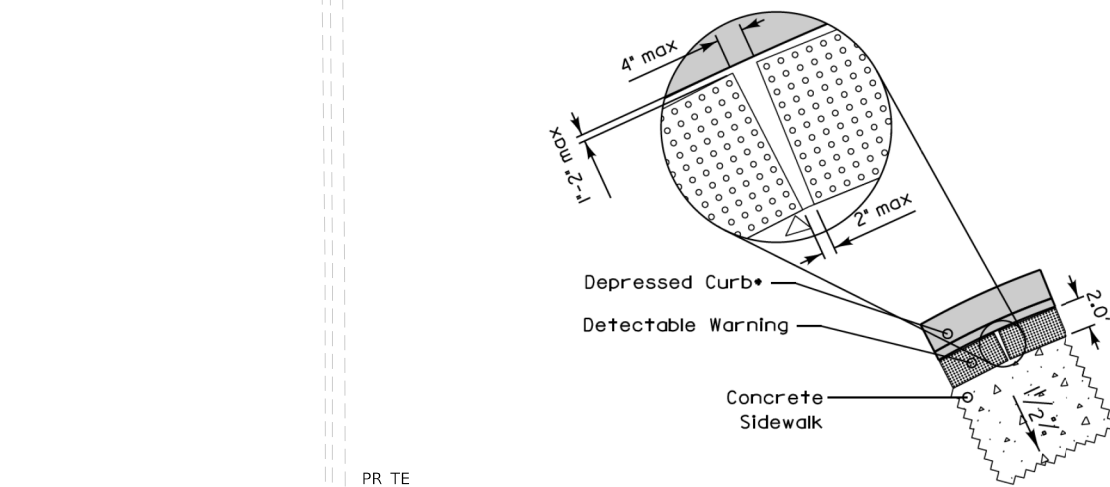 4" max
1"-2" max
2" max
Depressed Curb*
2.0'
Detectable Warning
Concrete
Sidewalk
PR TE